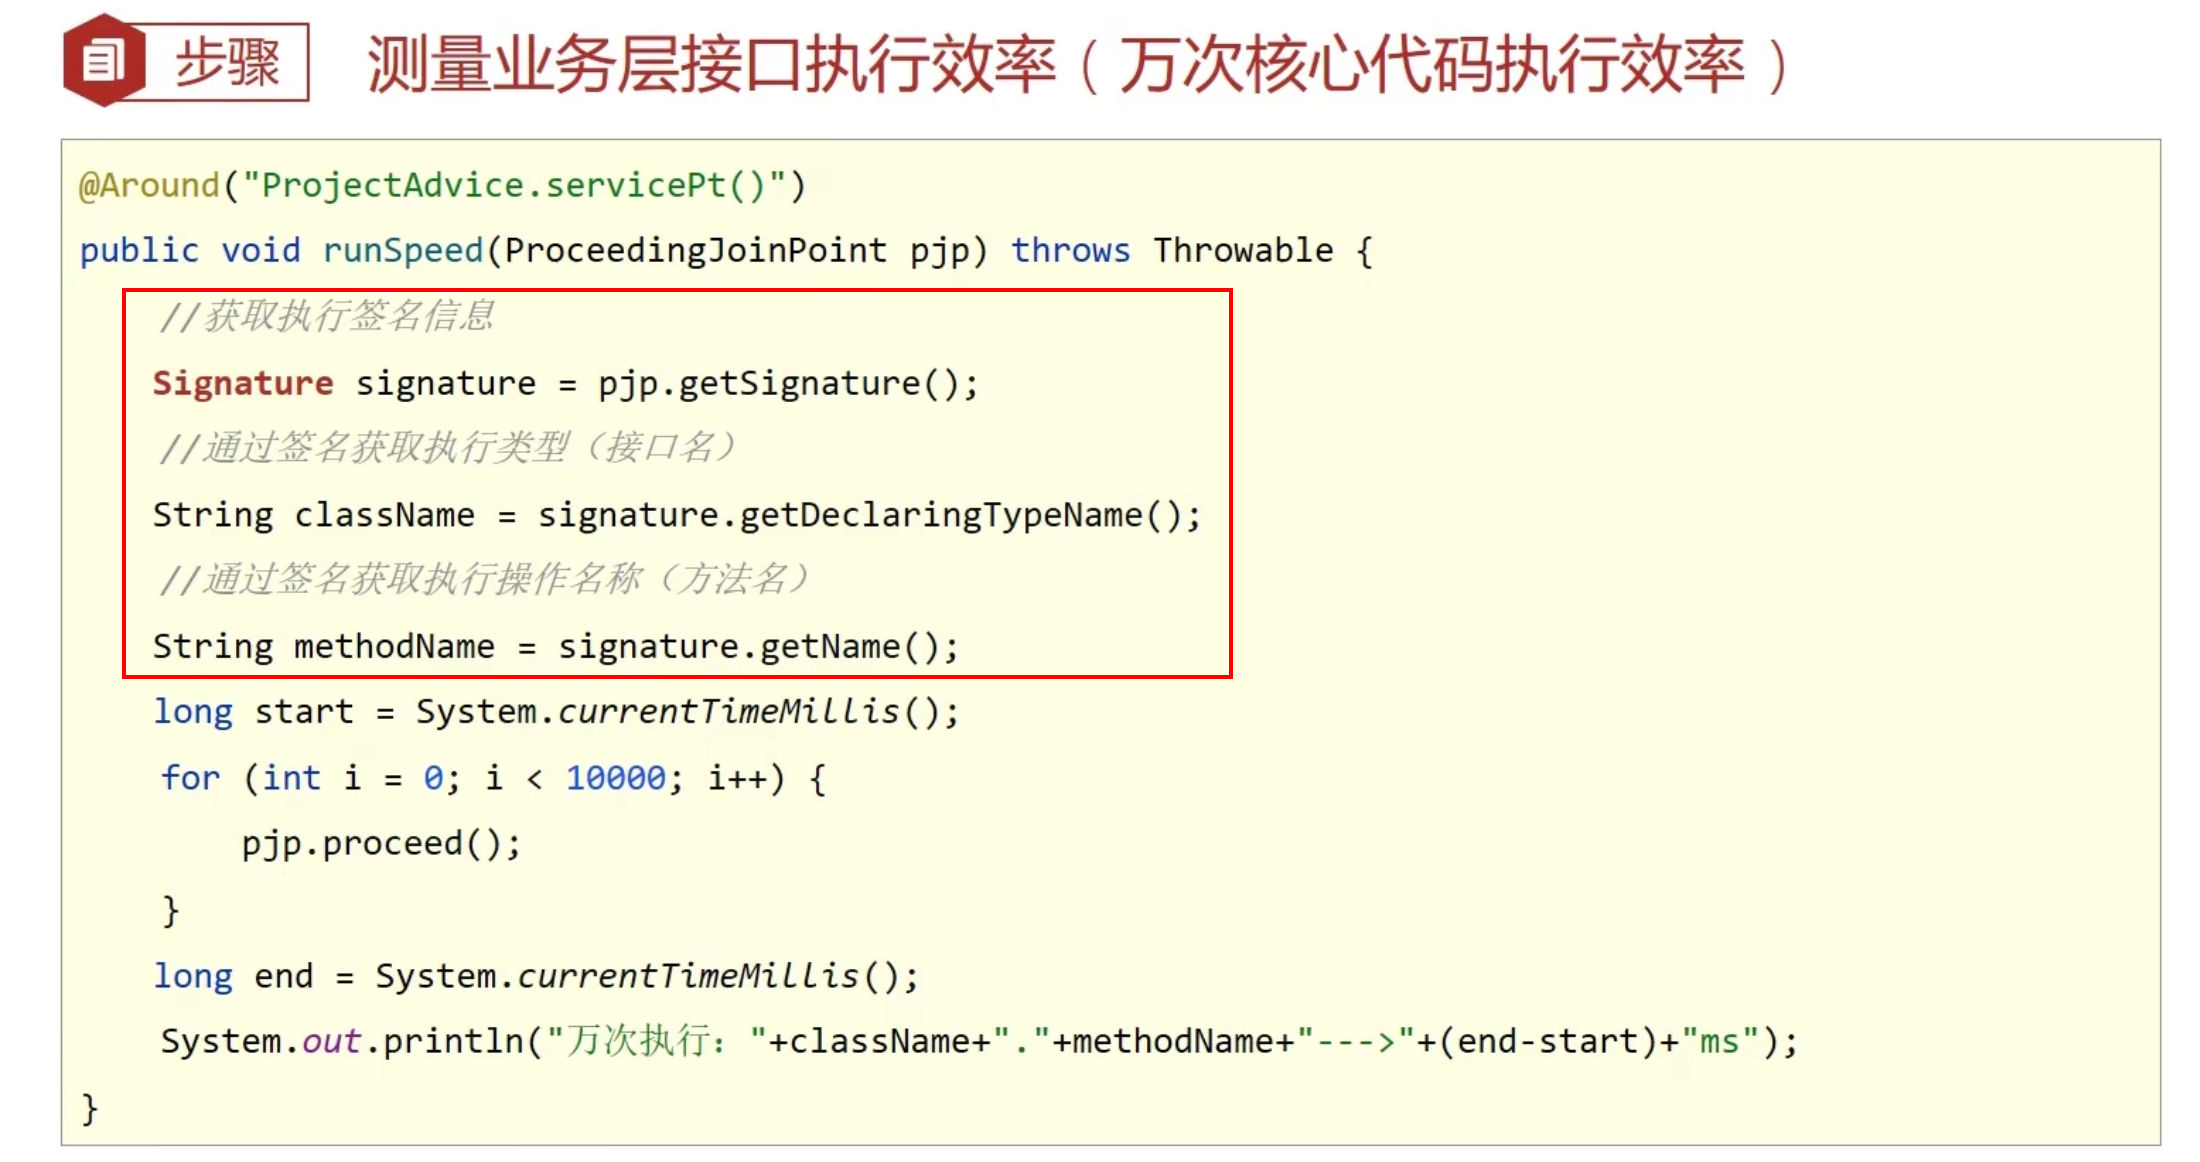 步骤
测量业务层接口执行效率（万次核心代码执行效率）
@Around("ProjectAdvice.servicePt()")
public void runSpeed(ProceedingJoinPoint pjp) throws Throwable {
//获取执行签名信息
Signature signature = pjp.getSignature();
//通过签名获取执行类型（接口名）
String className = signature.getDeclaringTypeName();
//通过签名获取执行操作名称（方法名）
String methodName = signature.getName();
long start = System.currentTimeMillis();
for (int i = 0; i < 10000; i++) {
pjp.proceed();
}
long end = System.currentTimeMillis();
System.out.println("万次执行："+className+"."+methodName+"--->"+(end-start)+"ms");
}